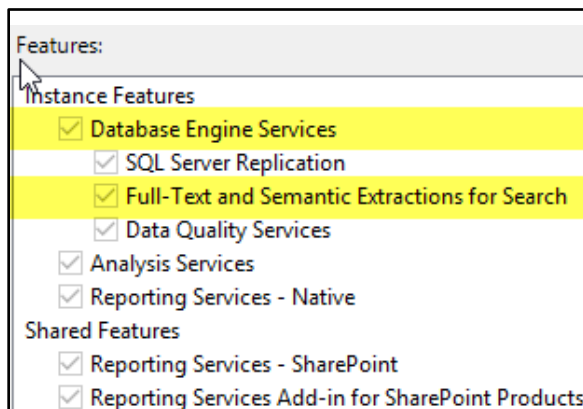 Features:
Instance Features
Database Engine Services
SQL Server Replication
Full-Text and Semantic Extractions for Search
Data Quality Services
Analysis Services
Reporting Services - Native
Shared Features
Reporting Services - SharePoint
Reporting Services Add-in for SharePoint Products